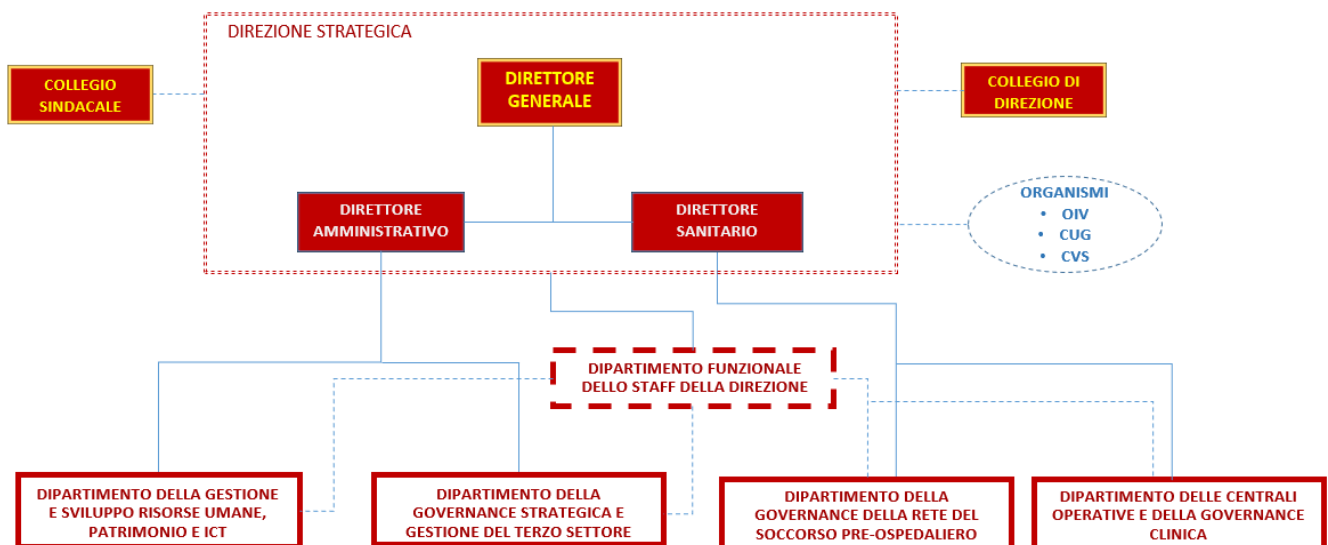 DIREZIONE STRATEGICA
COLLEGIO
SINDACALE
DIRETTORE
GENERALE
COLLEGIO DI
DIREZIONE
DIRETTORE
AMMINISTRATIVO
DIRETTORE
SANITARIO
ORGANISMI
• OIV
• CUG
• CVS
DIPARTIMENTO FUNZIONALE
DELLO STAFF DELLA DIREZIONE
DIPARTIMENTO DELLA GESTIONE
E SVILUPPO RISORSE UMANE,
PATRIMONIO E ICT
DIPARTIMENTO DELLA
GOVERNANCE STRATEGICA E
GESTIONE DEL TERZO SETTORE
DIPARTIMENTO DELLA
GOVERNANCE DELLA RETE DEL
SOCCORSO PRE-OSPEDALIERO
DIPARTIMENTO DELLE CENTRALI
OPERATIVE E DELLA GOVERNANCE
CLINICA